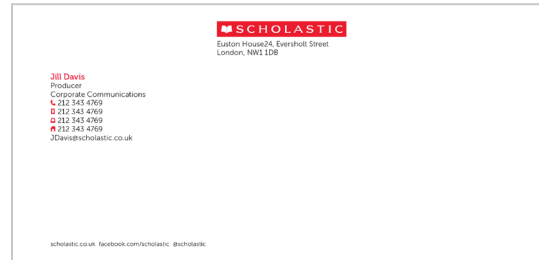 SCHOLASTIC
Euston House24, Eversholt Street
London, NW1 1DB
Jill Davis
Producer
Corporate Communications
212 343 4769
212 343 4769
212 343 4769
212 343 4769
JDavis@scholastic.co.uk
scholastic.co.uk facebook.com/scholastic @scholastic